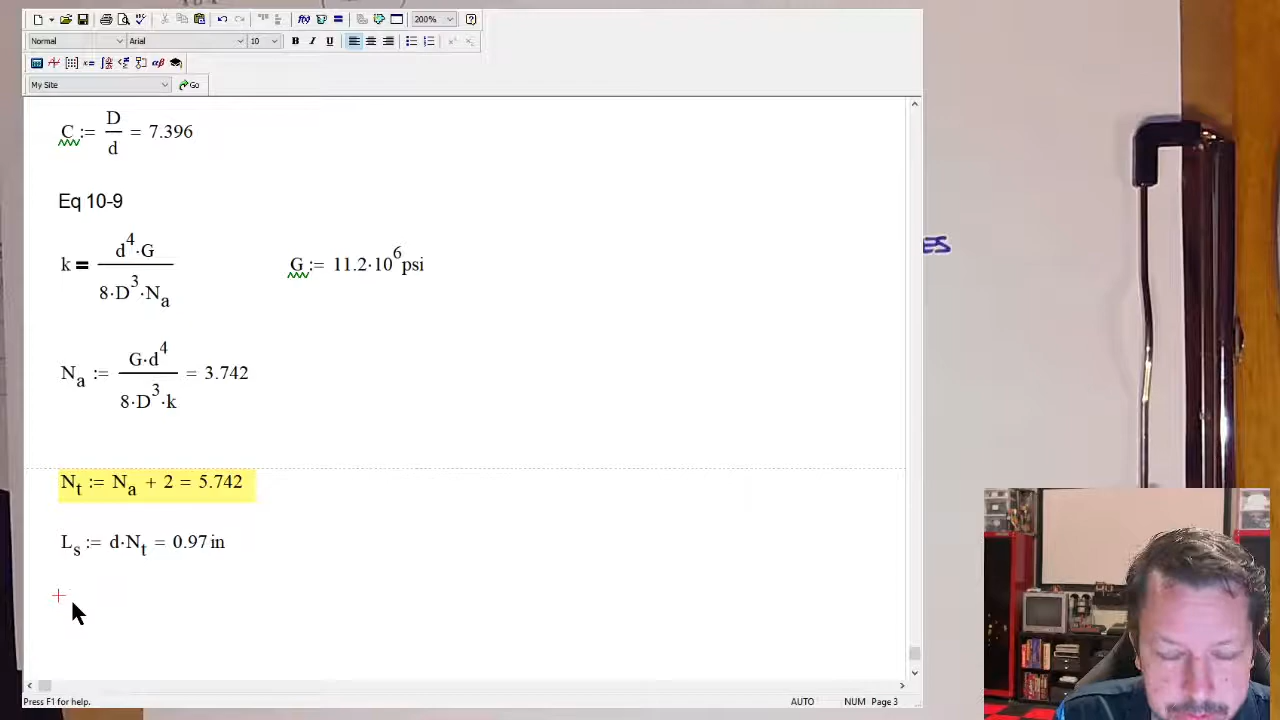 200%
Normal Arial 10 B I U
My Site Go
C := D/d = 7.396
Eq 10-9
k = d^4·G / 8·D^3·N_a G := 11.2·10^6 psi
N_a := G·d^4 / 8·D^3·k = 3.742
N_t := N_a + 2 = 5.742
L_s := d·N_t = 0.97 in
ES
Press F1 for help. AUTO NUM Page 3